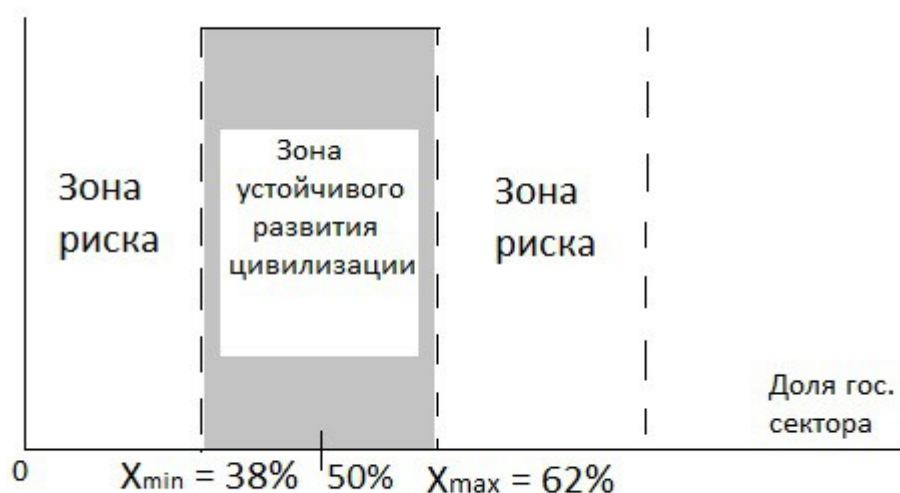 Зона
риска
Зона
устойчивого
развития
цивилизации
Зона
риска
Доля гос.
сектора
0
Xmin = 38%
50%
Xmax = 62%